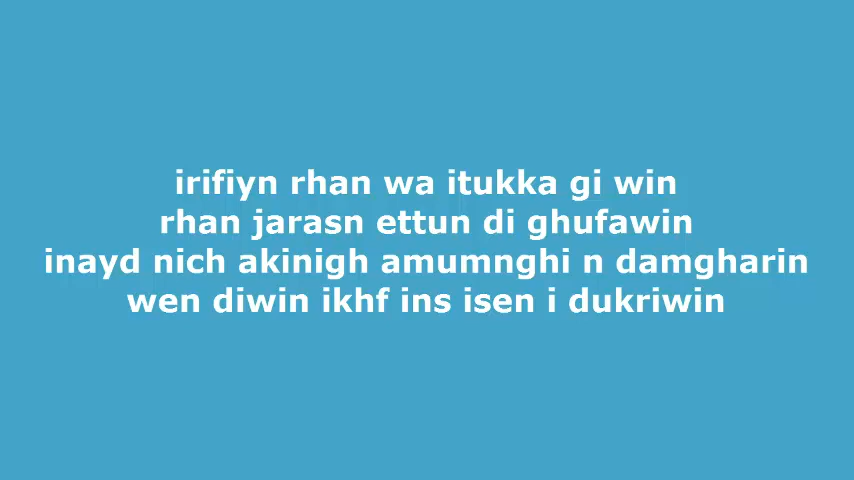 irifiyn rhan wa itukka gi win
rhan jarasn ettun di ghufawin
inayd nich akinigh amumnghi n damgharin
wen diwin ikhf ins isen i dukriwin